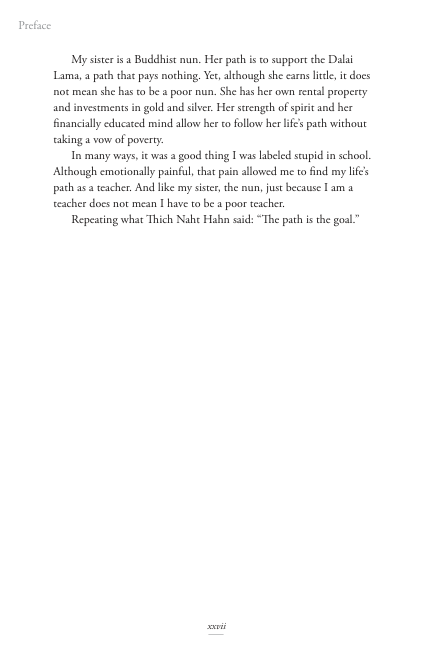 Preface
My sister is a Buddhist nun. Her path is to support the Dalai
Lama, a path that pays nothing. Yet, although she earns little, it does
not mean she has to be a poor nun. She has her own rental property
and investments in gold and silver. Her strength of spirit and her
financially educated mind allow her to follow her life’s path without
taking a vow of poverty.
In many ways, it was a good thing I was labeled stupid in school.
Although emotionally painful, that pain allowed me to find my life’s
path as a teacher. And like my sister, the nun, just because I am a
teacher does not mean I have to be a poor teacher.
Repeating what Thich Naht Hahn said: “The path is the goal.”
xxvii